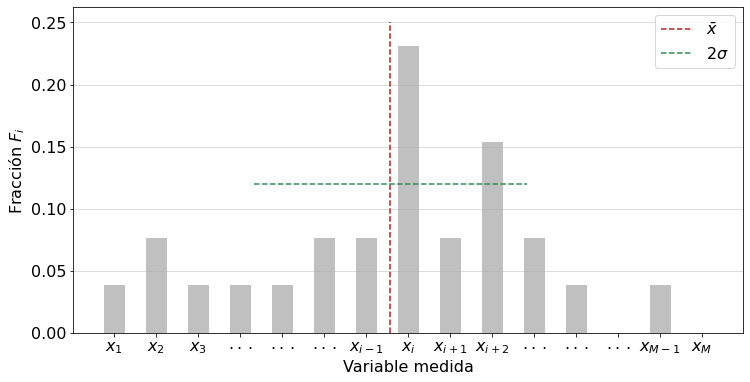 0.25
0.20
0.15
0.10
0.05
0.00
Fracción Fᵢ
x̄
2σ
x₁ x₂ x₃ ... ... ... xᵢ₋₁ xᵢ xᵢ₊₁ xᵢ₊₂ ... ... ... x_{M−1} x_M
Variable medida